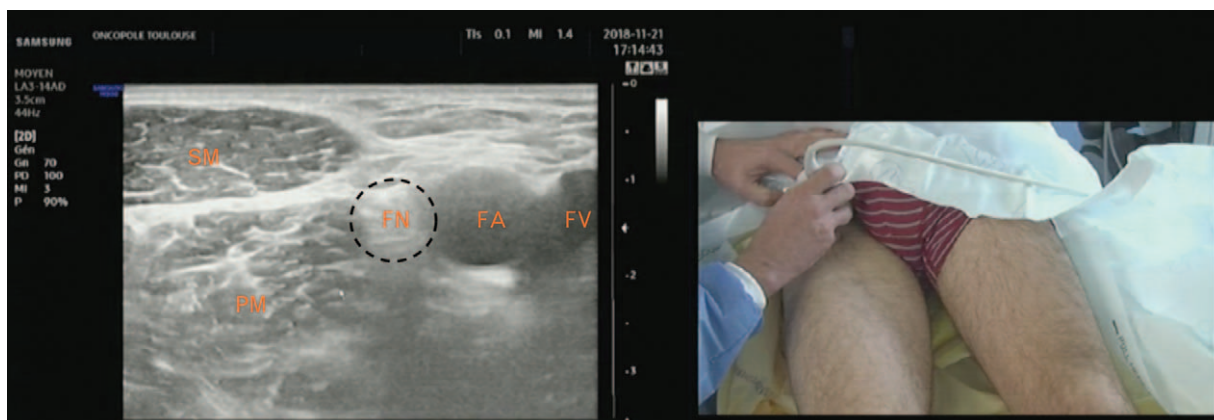 SAMSUNG
ONCOPOLE TOULOUSE
TIs 0.1 MI 1.4
2018-11-21
17:14:43
MOYEN
LA3-14AD
3.5cm
44Hz
[2D]
Gén
Gn 70
PD 100
MI 3
P 90%
0
1
2
3
SM
FN
FA
FV
PM